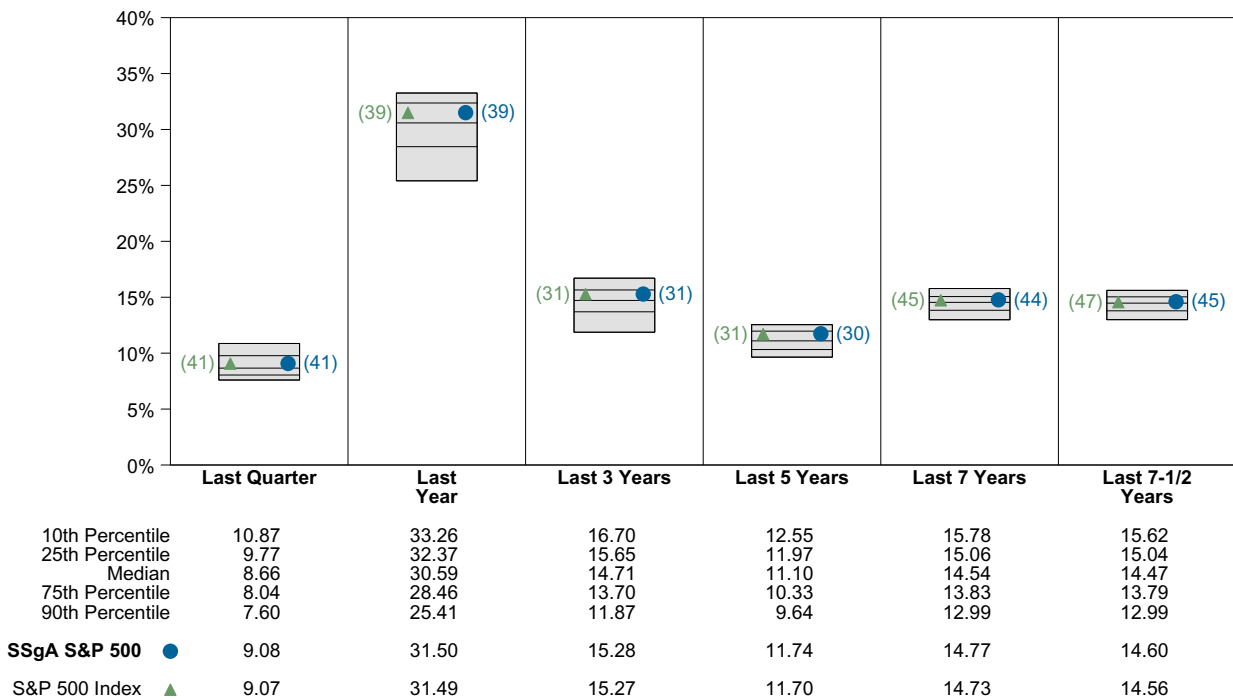 40%
35%
30%
25%
20%
15%
10%
5%
0%
(41) (41)
(39) (39)
(31) (31)
(31) (30)
(45) (44)
(47) (45)
Last Quarter
Last
Year
Last 3 Years
Last 5 Years
Last 7 Years
Last 7-1/2
Years
10th Percentile 10.87 33.26 16.70 12.55 15.78 15.62
25th Percentile 9.77 32.37 15.65 11.97 15.06 15.04
Median 8.66 30.59 14.71 11.10 14.54 14.47
75th Percentile 8.04 28.46 13.70 10.33 13.83 13.79
90th Percentile 7.60 25.41 11.87 9.64 12.99 12.99
SSgA S&P 500 9.08 31.50 15.28 11.74 14.77 14.60
S&P 500 Index 9.07 31.49 15.27 11.70 14.73 14.56